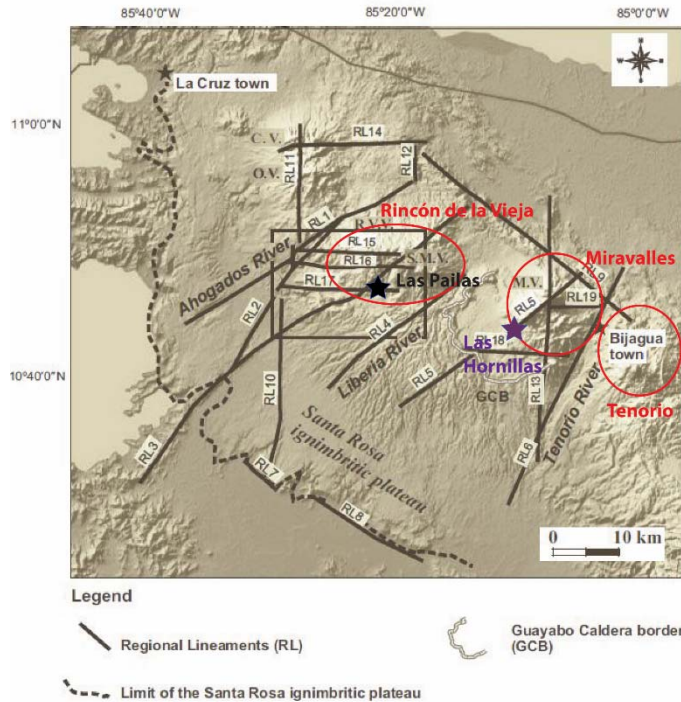 85°40'0"W
85°20'0"W
85°0'0"W
La Cruz town
11°0'0"N
C. V.
RL14
RL11
RL12
O.V.
RL1
Rincón de la Vieja
R.V.V.
RL15
S.M.V.
Miravalles
Ahogados River
RL16
M.V.
RL9
RL17
Las Pailas
RL5
RL19
RL2
RL4
Liberia River
Las
Hornillas
RL18
Bijagua
town
10°40'0"N
RL10
RL5
GCB
RL13
Tenorio River
Tenorio
Santa Rosa
ignimbritic plateau
RL3
RL6
RL7
RL8
0 10 km
Legend
Regional Lineaments (RL)
Guayabo Caldera border
(GCB)
Limit of the Santa Rosa ignimbritic plateau